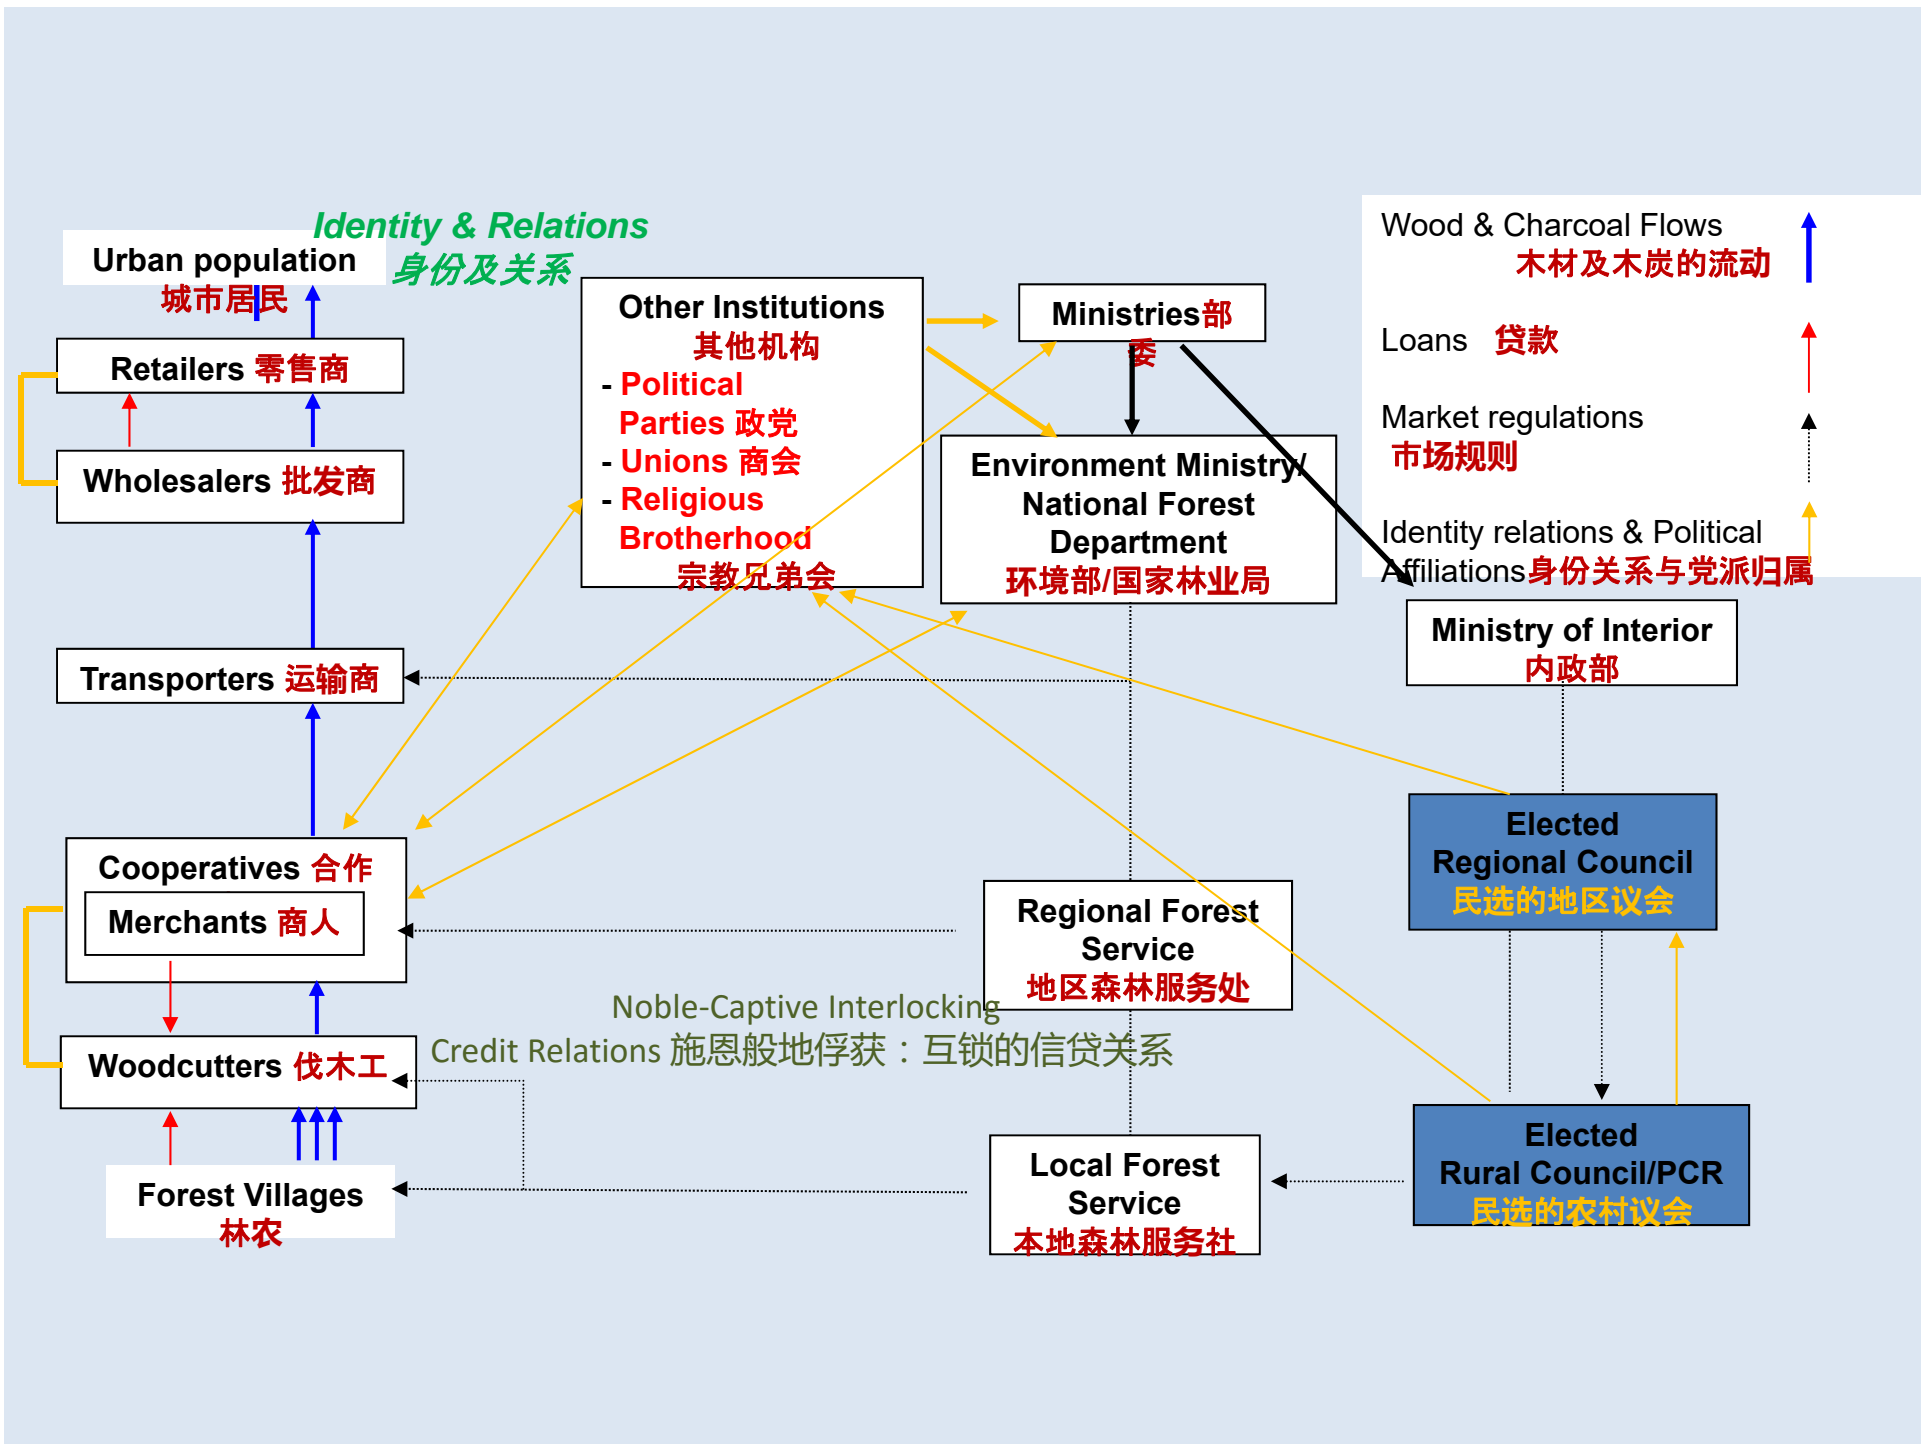 Identity & Relations
身份及关系
Urban population
城市居民
Retailers 零售商
Wholesalers 批发商
Transporters 运输商
Cooperatives 合作
Merchants 商人
Woodcutters 伐木工
Forest Villages
林农
Other Institutions
其他机构
- Political
Parties 政党
- Unions 商会
- Religious
Brotherhood
宗教兄弟会
Ministries部
委
Environment Ministry/
National Forest
Department
环境部/国家林业局
Regional Forest
Service
地区森林服务处
Noble-Captive Interlocking
Credit Relations 施恩般地俘获：互锁的信贷关系
Local Forest
Service
本地森林服务社
Wood & Charcoal Flows
木材及木炭的流动
Loans 贷款
Market regulations
市场规则
Identity relations & Political
Affiliations身份关系与党派归属
Ministry of Interior
内政部
Elected
Regional Council
民选的地区议会
Elected
Rural Council/PCR
民选的农村议会